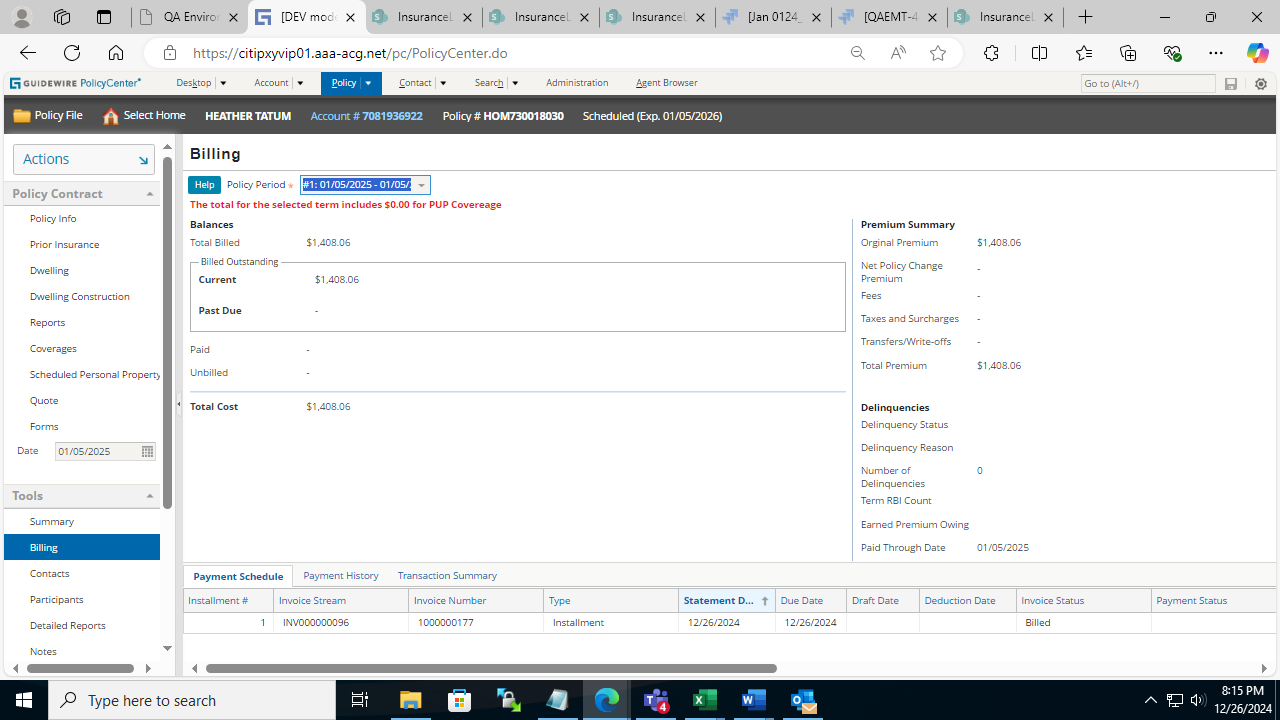 QA Environ
[DEV mode
InsuranceL
InsuranceL
InsuranceL
[Jan 0124_
[QAEMT-4
InsuranceL
https://citipxyvip01.aaa-acg.net/pc/PolicyCenter.do
GUIDEWIRE PolicyCenter
Desktop
Account
Policy
Contact
Search
Administration
Agent Browser
Go to (Alt+/)
Policy File
Select Home
HEATHER TATUM
Account # 7081936922
Policy # HOM730018030
Scheduled (Exp. 01/05/2026)
Actions
Policy Contract
Policy Info
Prior Insurance
Dwelling
Dwelling Construction
Reports
Coverages
Scheduled Personal Property
Quote
Forms
Date 01/05/2025
Tools
Summary
Billing
Contacts
Participants
Detailed Reports
Notes
Billing
Help Policy Period * #1: 01/05/2025 - 01/05/2
The total for the selected term includes $0.00 for PUP Covereage
Balances
Total Billed $1,408.06
Billed Outstanding
Current $1,408.06
Past Due -
Paid -
Unbilled -
Total Cost $1,408.06
Premium Summary
Orginal Premium $1,408.06
Net Policy Change Premium -
Fees -
Taxes and Surcharges -
Transfers/Write-offs -
Total Premium $1,408.06
Delinquencies
Delinquency Status
Delinquency Reason
Number of Delinquencies 0
Term RBI Count
Earned Premium Owing
Paid Through Date 01/05/2025
Payment Schedule Payment History Transaction Summary
Installment # Invoice Stream Invoice Number Type Statement D... Due Date Draft Date Deduction Date Invoice Status Payment Status
1 INV000000096 1000000177 Installment 12/26/2024 12/26/2024 Billed
Type here to search
4
8:15 PM
12/26/2024